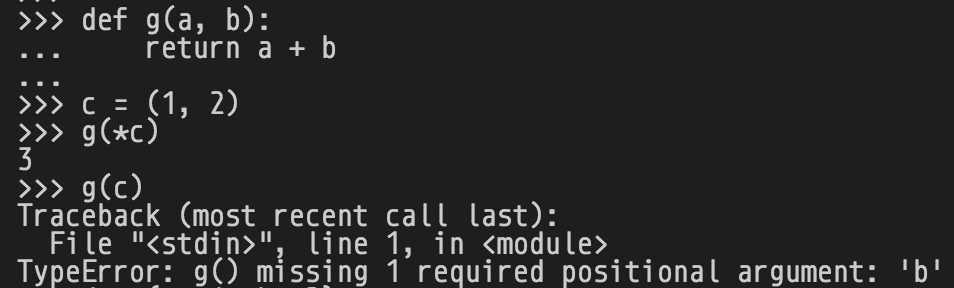 >>> def g(a, b):
...     return a + b
...
>>> c = (1, 2)
>>> g(*c)
3
>>> g(c)
Traceback (most recent call last):
  File "<stdin>", line 1, in <module>
TypeError: g() missing 1 required positional argument: 'b'